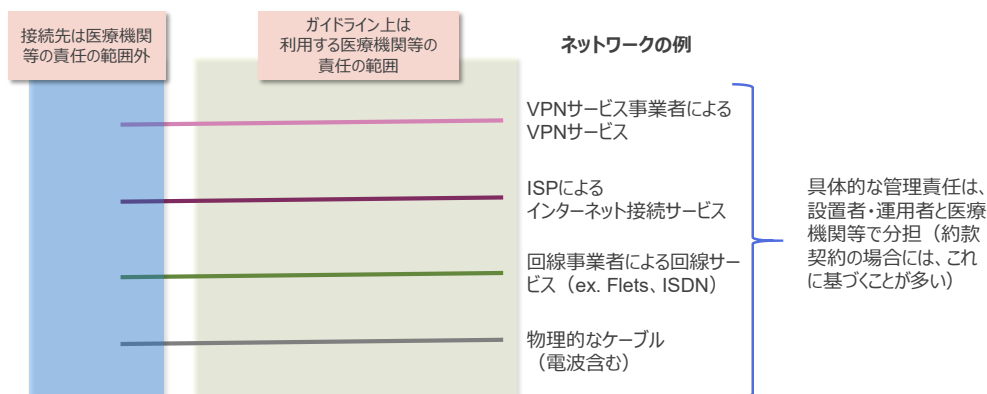 接続先は医療機関
等の責任の範囲外
ガイドライン上は
利用する医療機関等の
責任の範囲
ネットワークの例
VPNサービス事業者による
VPNサービス
ISPによる
インターネット接続サービス
回線事業者による回線サー
ビス（ex. Flets、ISDN）
物理的なケーブル
（電波含む）
具体的な管理責任は、
設置者・運用者と医療
機関等で分担（約款
契約の場合には、これ
に基づくことが多い）